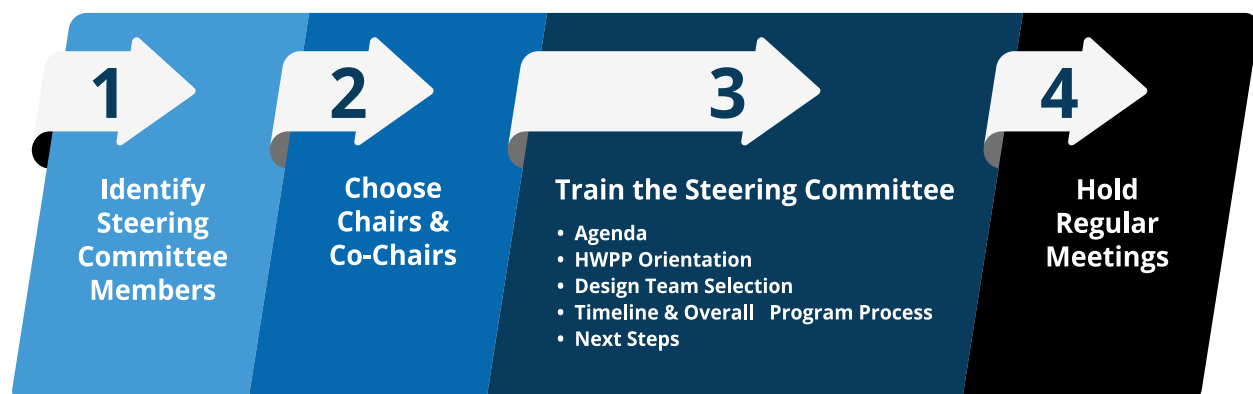 1
Identify
Steering
Committee
Members
2
Choose
Chairs &
Co-Chairs
3
Train the Steering Committee
• Agenda
• HWPP Orientation
• Design Team Selection
• Timeline & Overall Program Process
• Next Steps
4
Hold
Regular
Meetings